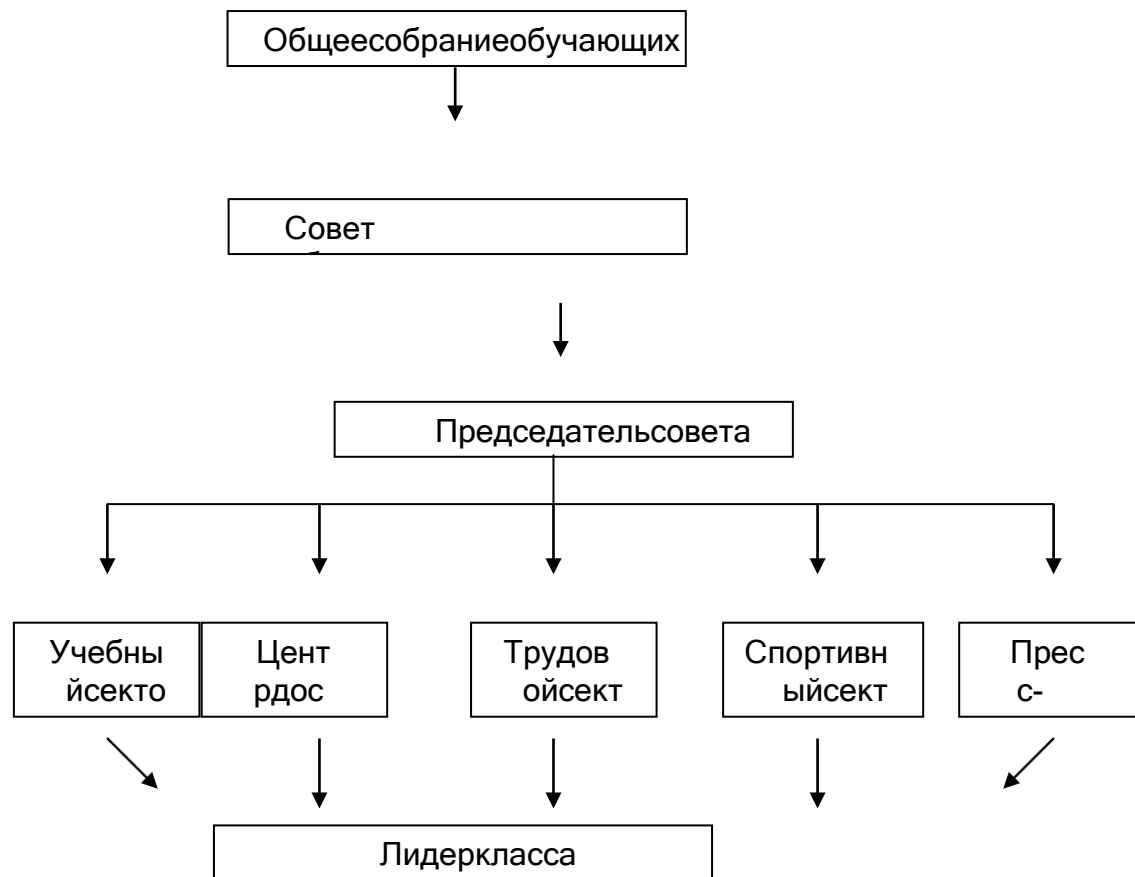 Общеесобраниеобучающих
Совет
Председательсовета
Учебны
йсекто
Цент
рдос
Трудов
ойсект
Спортивн
ыйсект
Прес
с-
Лидеркласса